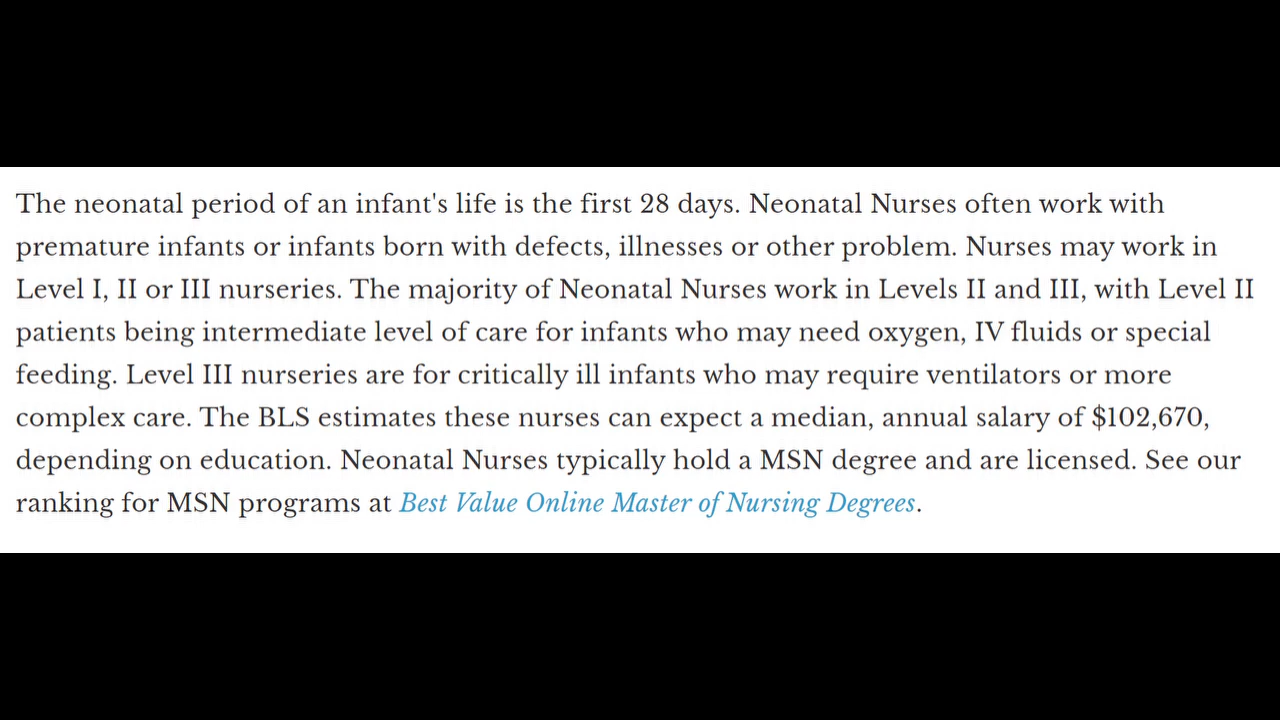 The neonatal period of an infant's life is the first 28 days. Neonatal Nurses often work with
premature infants or infants born with defects, illnesses or other problem. Nurses may work in
Level I, II or III nurseries. The majority of Neonatal Nurses work in Levels II and III, with Level II
patients being intermediate level of care for infants who may need oxygen, IV fluids or special
feeding. Level III nurseries are for critically ill infants who may require ventilators or more
complex care. The BLS estimates these nurses can expect a median, annual salary of $102,670,
depending on education. Neonatal Nurses typically hold a MSN degree and are licensed. See our
ranking for MSN programs at Best Value Online Master of Nursing Degrees.